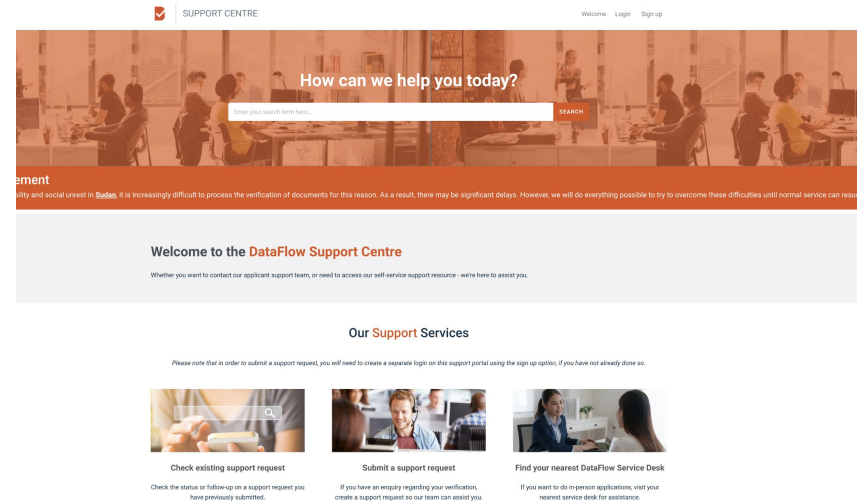 SUPPORT CENTRE
Welcome Login Sign up
How can we help you today?
Enter your search term here...
SEARCH
ement
bility and social unrest in Sudan, it is increasingly difficult to process the verification of documents for this reason. As a result, there may be significant delays. However, we will do everything possible to try to overcome these difficulties until normal service can resu
Welcome to the DataFlow Support Centre
Whether you want to contact our applicant support team, or need to access our self-service support resource - we're here to assist you.
Our Support Services
Please note that in order to submit a support request, you will need to create a separate login on this support portal using the sign up option, if you have not already done so.
Check existing support request
Check the status or follow-up on a support request you
have previously submitted.
Submit a support request
If you have an enquiry regarding your verification,
create a support request so our team can assist you.
Find your nearest DataFlow Service Desk
If you want to do in-person applications, visit your
nearest service desk for assistance.